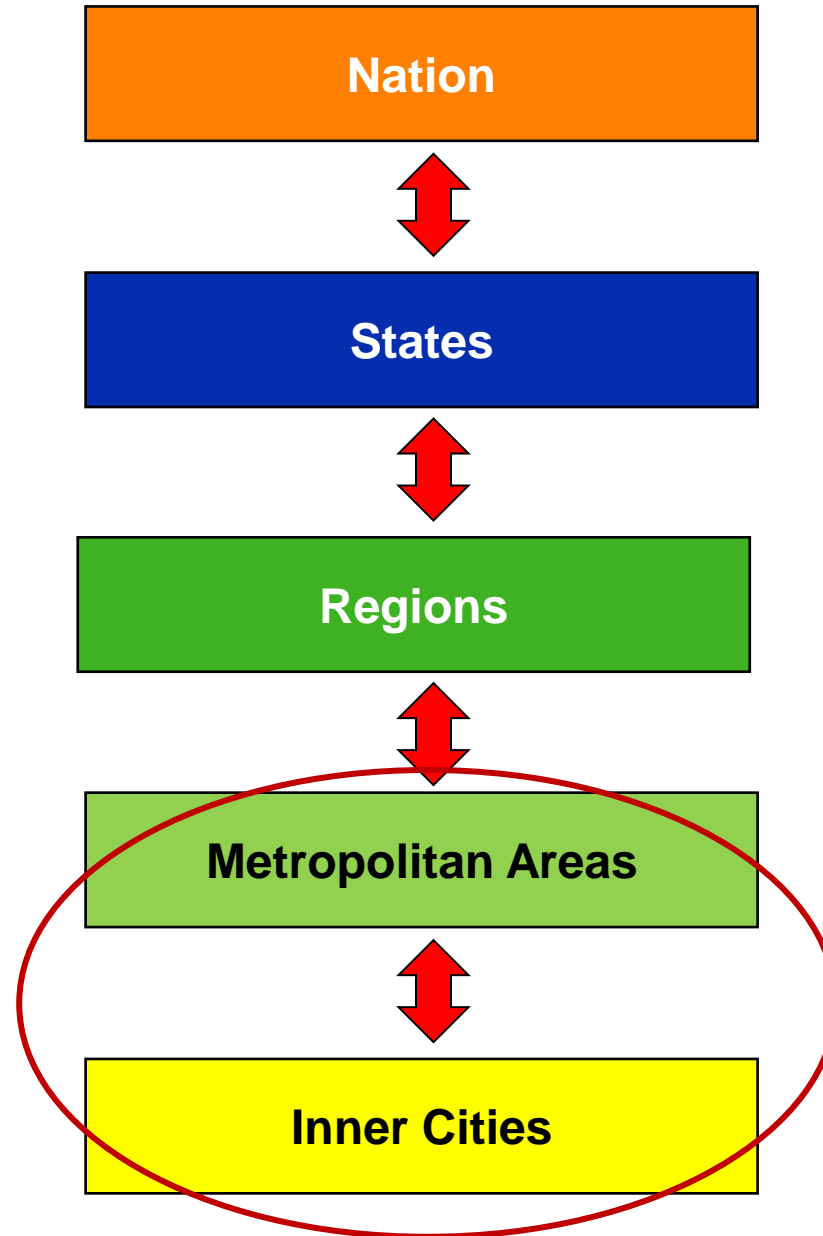 Nation
States
Regions
Metropolitan Areas
Inner Cities